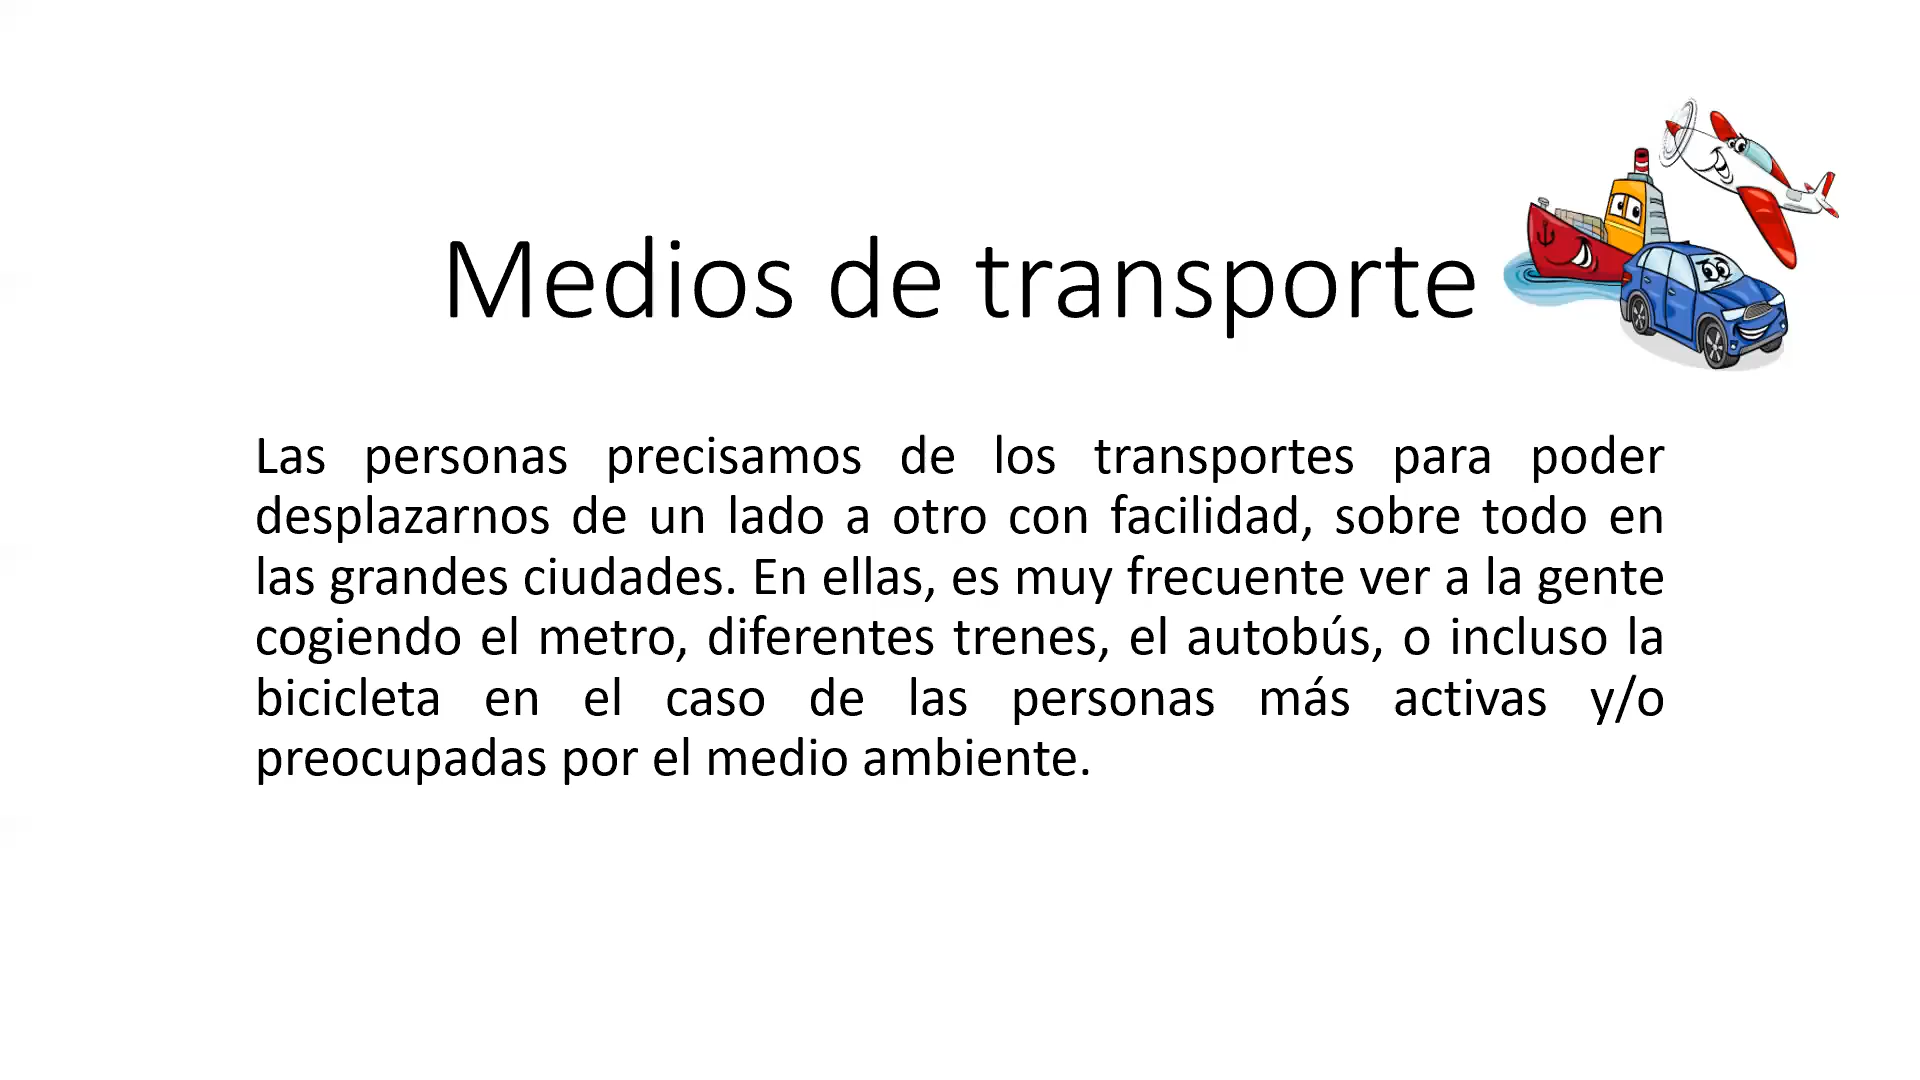 Medios de transporte
Las personas precisamos de los transportes para poder
desplazarnos de un lado a otro con facilidad, sobre todo en
las grandes ciudades. En ellas, es muy frecuente ver a la gente
cogiendo el metro, diferentes trenes, el autobús, o incluso la
bicicleta en el caso de las personas más activas y/o
preocupadas por el medio ambiente.